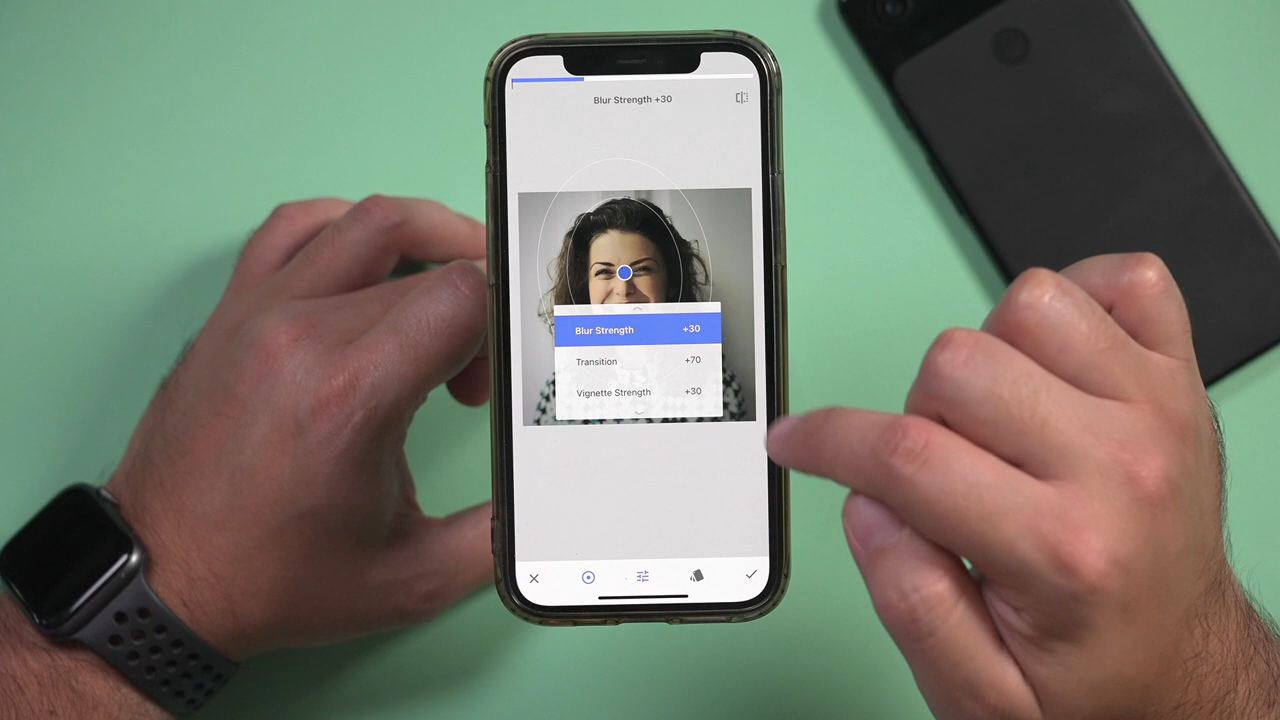 Blur Strength +30
Blur Strength +30
Transition +70
Vignette Strength +30